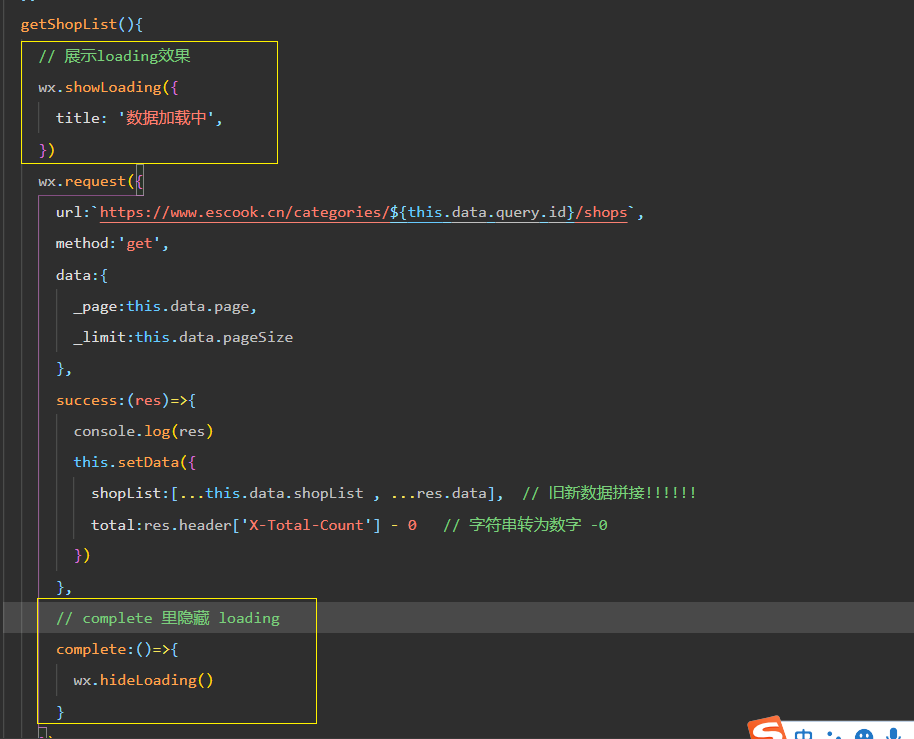 getShopList(){
// 展示loading效果
wx.showLoading({
title: '数据加载中',
})
wx.request({
url:`https://www.escook.cn/categories/${this.data.query.id}/shops`,
method:'get',
data:{
_page:this.data.page,
_limit:this.data.pageSize
},
success:(res)=>{
console.log(res)
this.setData({
shopList:[...this.data.shopList , ...res.data], // 旧新数据拼接!!!!!!
total:res.header['X-Total-Count'] - 0 // 字符串转为数字 -0
})
},
// complete 里隐藏 loading
complete:()=>{
wx.hideLoading()
}
中